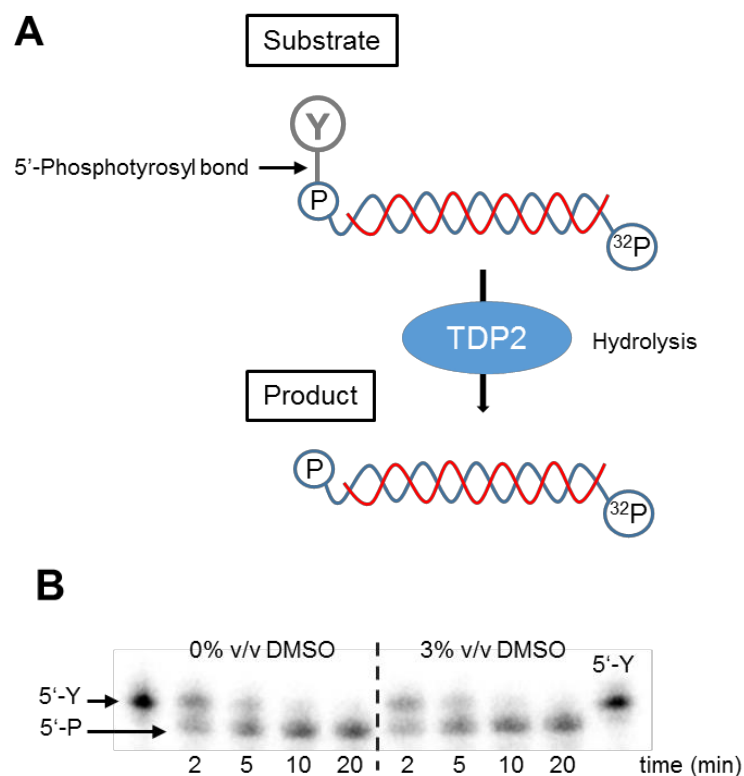 A
Substrate
Y
5'-Phosphotyrosyl bond
P
³²P
TDP2
Hydrolysis
Product
P
³²P
B
0% v/v DMSO
3% v/v DMSO
5'-Y
5'-Y
5'-P
2 5 10 20 2 5 10 20 time (min)